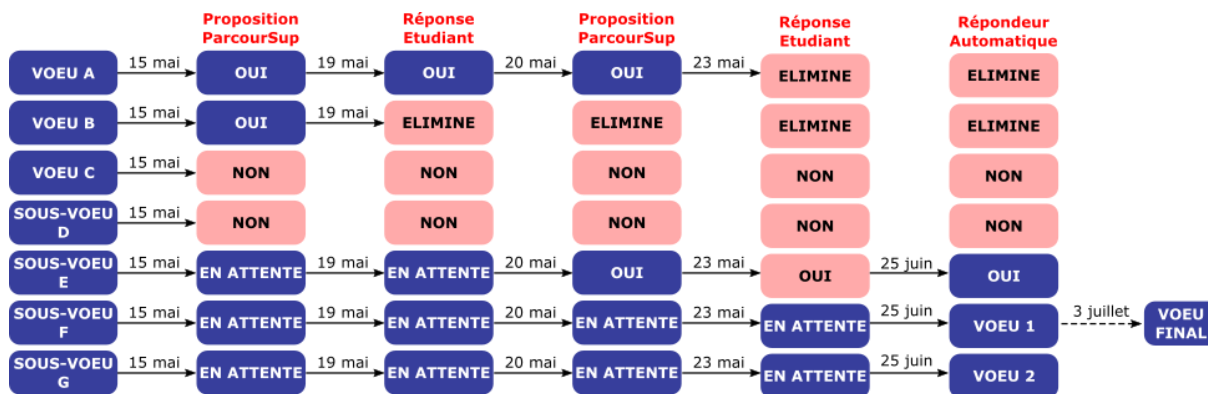 Proposition
ParcourSup
Réponse
Etudiant
Proposition
ParcourSup
Réponse
Etudiant
Répondeur
Automatique
VOEU A 15 mai OUI 19 mai OUI 20 mai OUI 23 mai ELIMINE ELIMINE
VOEU B 15 mai OUI 19 mai ELIMINE ELIMINE ELIMINE ELIMINE
VOEU C 15 mai NON NON NON NON NON
SOUS-VOEU
D
15 mai NON NON NON NON NON
SOUS-VOEU
E
15 mai EN ATTENTE 19 mai EN ATTENTE 20 mai OUI 23 mai OUI 25 juin OUI
SOUS-VOEU
F
15 mai EN ATTENTE 19 mai EN ATTENTE 20 mai EN ATTENTE 23 mai EN ATTENTE 25 juin VOEU 1 3 juillet VOEU
FINAL
SOUS-VOEU
G
15 mai EN ATTENTE 19 mai EN ATTENTE 20 mai EN ATTENTE 23 mai EN ATTENTE 25 juin VOEU 2